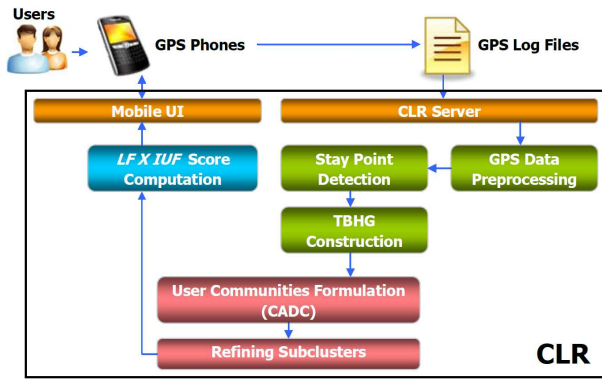 Users
GPS Phones
GPS Log Files
Mobile UI
CLR Server
LF X IUF Score
Computation
Stay Point
Detection
GPS Data
Preprocessing
TBHG
Construction
User Communities Formulation
(CADC)
Refining Subclusters
CLR